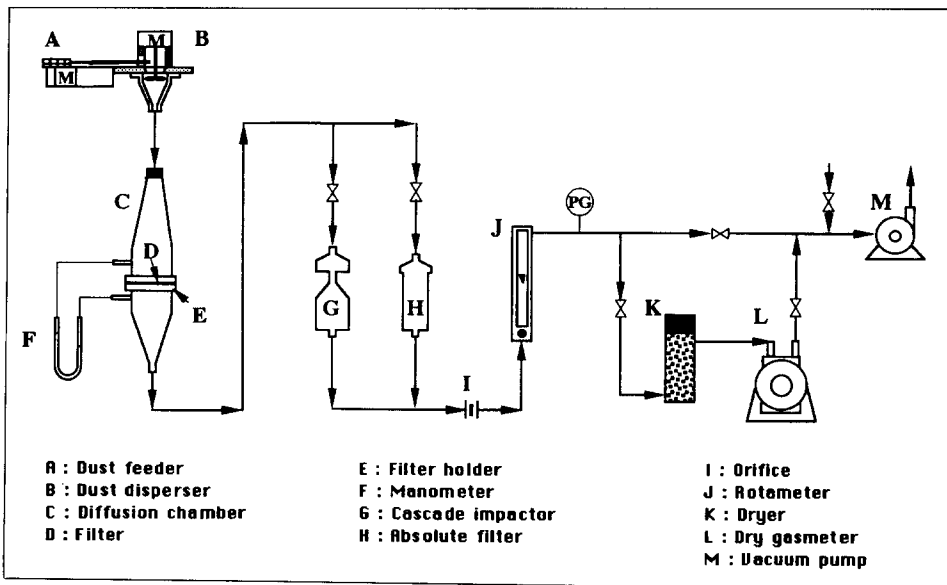 A
M
B
M
C
D
E
F
G
H
I
J
PG
K
L
M
A : Dust feeder
B : Dust disperser
C : Diffusion chamber
D : Filter
E : Filter holder
F : Manometer
G : Cascade impactor
H : Absolute filter
I : Orifice
J : Rotameter
K : Dryer
L : Dry gasmeter
M : Vacuum pump